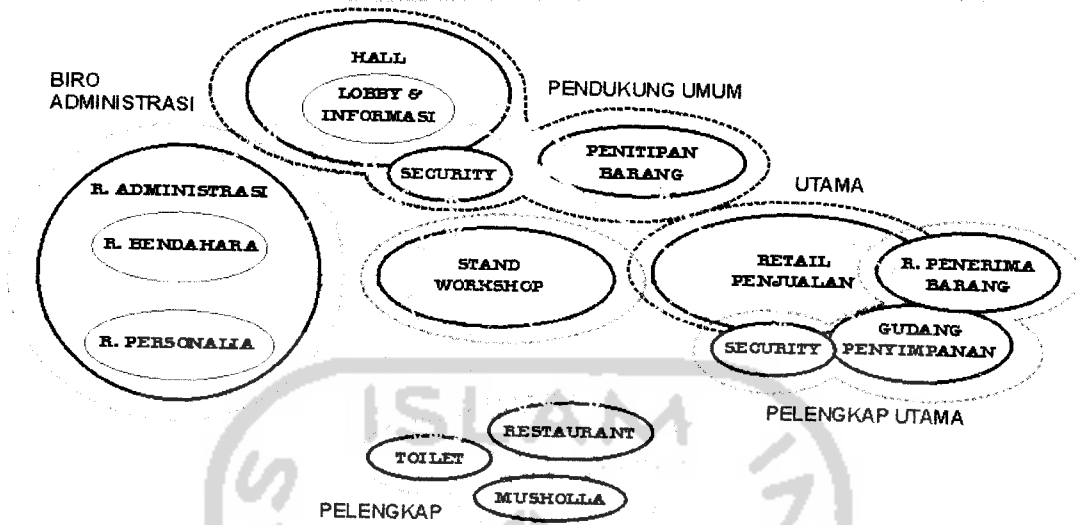 HALL
LOBBY &
INFORMASI
SECURITY
BIRO
ADMINISTRASI
PENDUKUNG UMUM
PENITIPAN
BARANG
R. ADMINISTRASI
R. BENDAHARA
R. PERSONALIA
STAND
WORKSHOP
UTAMA
RETAIL
PENJUALAN
R. PENERIMA
BARANG
SECURITY
GUDANG
PENYIMPANAN
PELENGKAP UTAMA
RESTAURANT
TOILET
MUSHOLLA
PELENGKAP
ISLAM